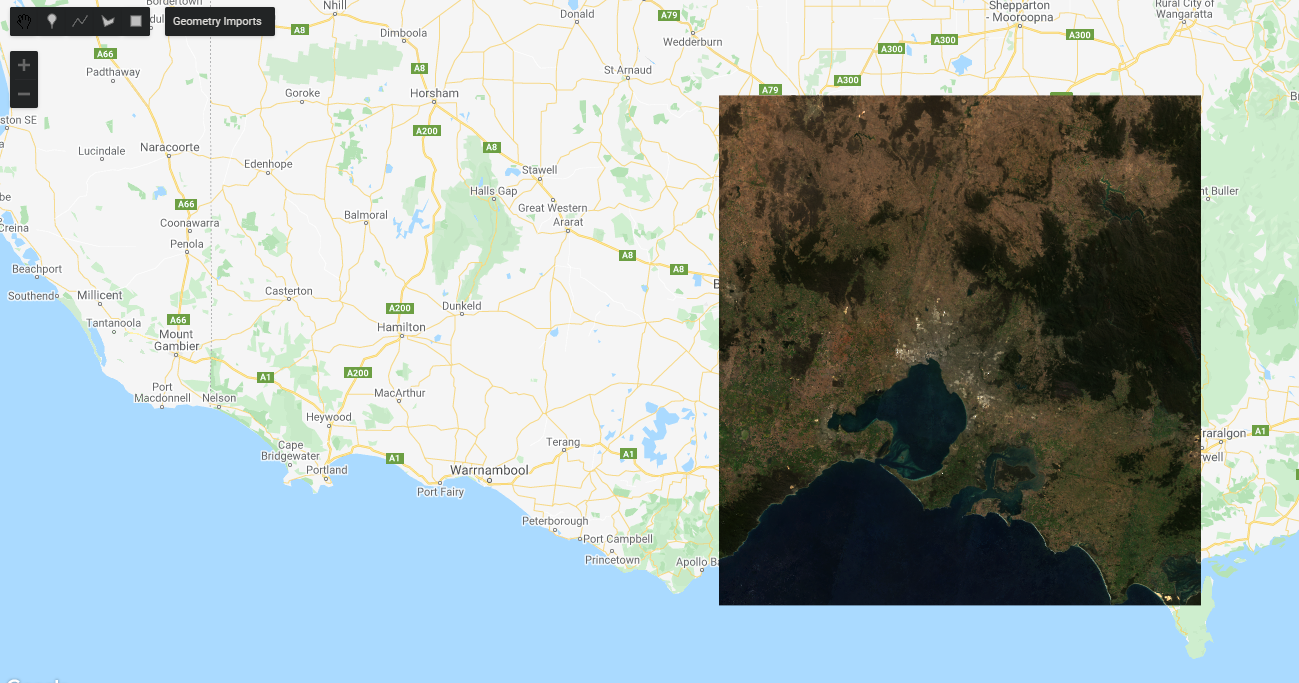 Bordertown
Nhill
Donald
A79
Shepparton
- Mooroopna
Rural City of
Wangaratta
Geometry Imports
A8
Dimboola
Wedderburn
A300
A300
A300
A66
Padthaway
A8
St Arnaud
A300
Goroke
Horsham
A79
ston SE
A200
Lucindale
Naracoorte
A8
Edenhope
Stawell
Halls Gap
nt Buller
A66
Great Western
Coonawarra
Balmoral
Ararat
Creina
Penola
A8
A8
Beachport
Southend
Millicent
Casterton
A200
Dunkeld
Tantanoola
A66
Hamilton
Mount
Gambier
A1
A200
Port
Macdonnell
Nelson
MacArthur
Heywood
raralgon
A1
Cape
Bridgewater
Terang
A1
A1
well
Portland
Warrnambool
Port Fairy
Peterborough
Port Campbell
Princetown
Apollo Ba